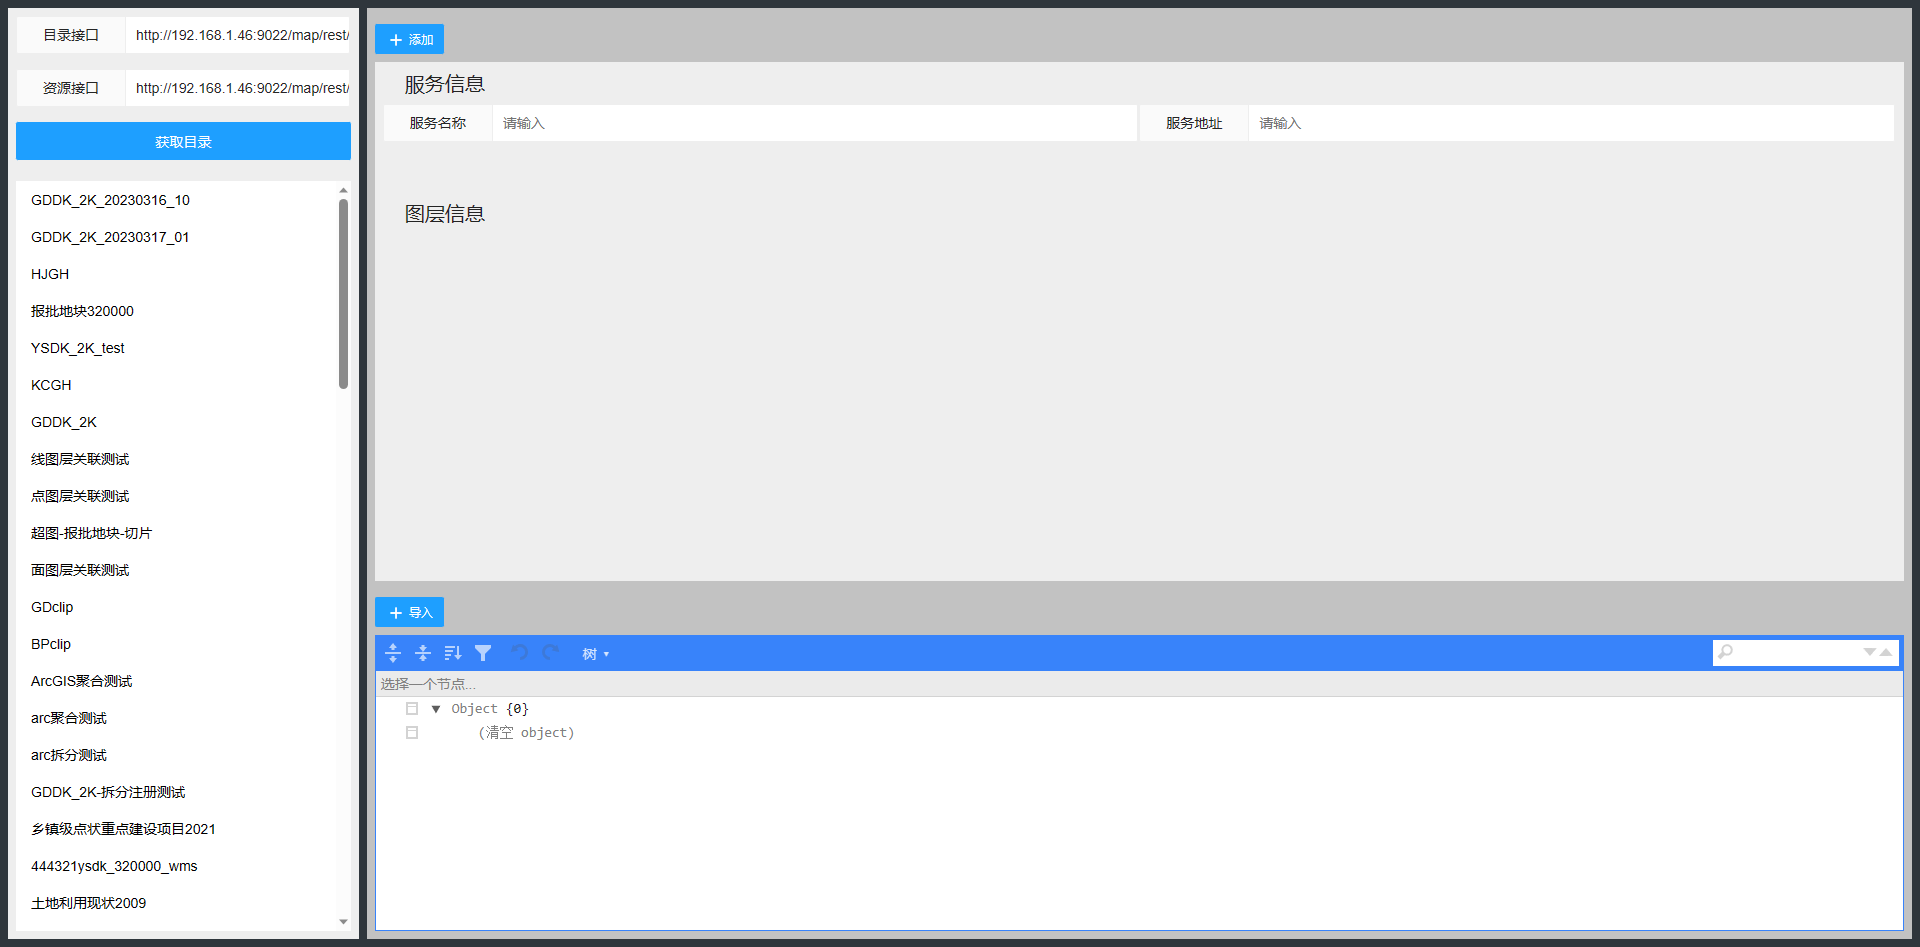 目录接口
http://192.168.1.46:9022/map/rest/
资源接口
http://192.168.1.46:9022/map/rest/
获取目录
GDDK_2K_20230316_10
GDDK_2K_20230317_01
HJGH
报批地块320000
YSDK_2K_test
KCGH
GDDK_2K
线图层关联测试
点图层关联测试
超图-报批地块-切片
面图层关联测试
GDclip
BPclip
ArcGIS聚合测试
arc聚合测试
arc拆分测试
GDDK_2K-拆分注册测试
乡镇级点状重点建设项目2021
444321ysdk_320000_wms
土地利用现状2009
添加
服务信息
服务名称 请输入 服务地址 请输入
图层信息
导入
树
选择一个节点...
Object {0}
(清空 object)